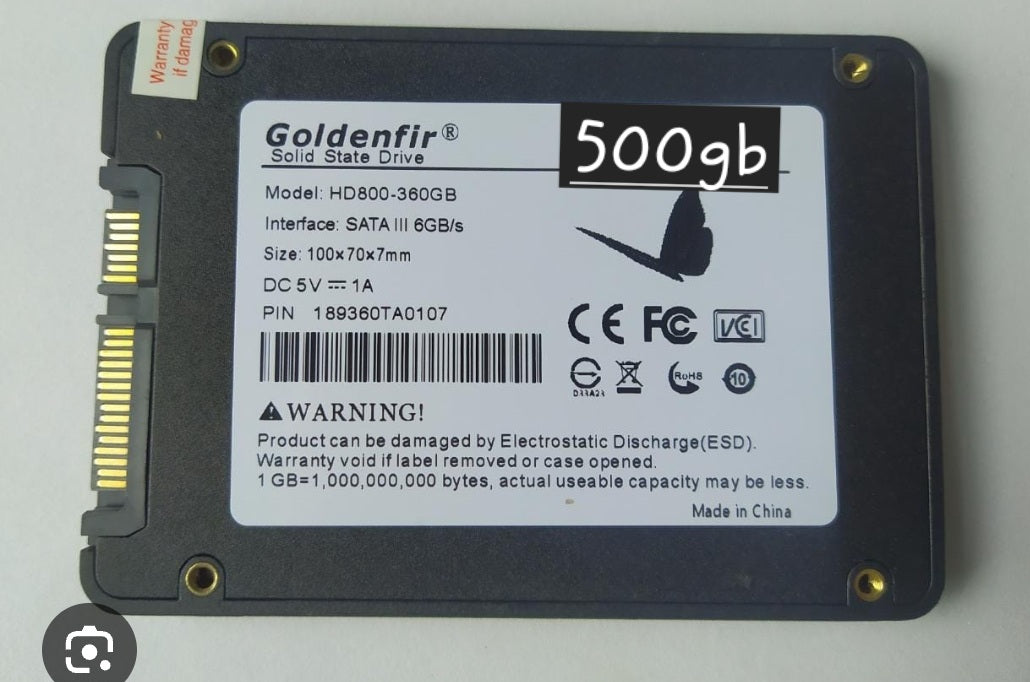 Warranty
if damag
Goldenfir®
Solid State Drive
500gb
Model: HD800-360GB
Interface: SATA III 6GB/s
Size: 100×70×7mm
DC 5V ⎓ 1A
PIN 189360TA0107
CE FC VCI
RoHS 10
WARNING!
Product can be damaged by Electrostatic Discharge(ESD).
Warranty void if label removed or case opened.
1 GB=1,000,000,000 bytes, actual useable capacity may be less.
Made in China